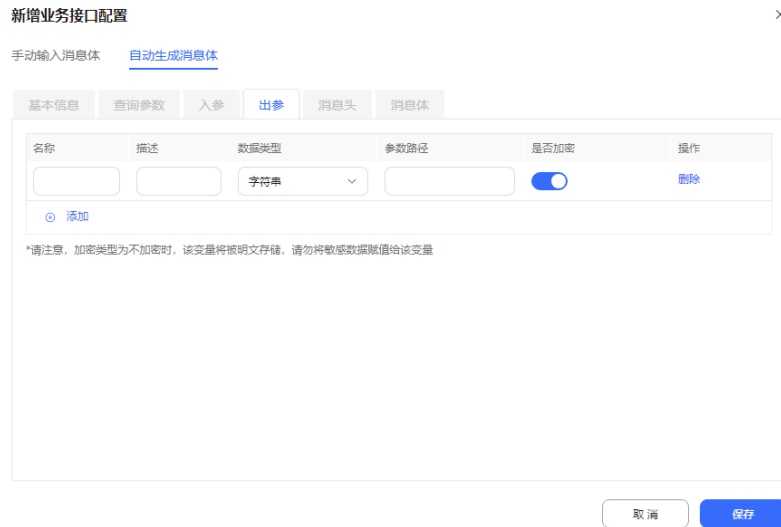 新增业务接口配置
手动输入消息体 自动生成消息体
基本信息 查询参数 入参 出参 消息头 消息体
名称 描述 数据类型 参数路径 是否加密 操作
字符串 删除
添加
*请注意，加密类型为不加密时，该变量将被明文存储，请勿将敏感数据赋值给该变量
取消 保存